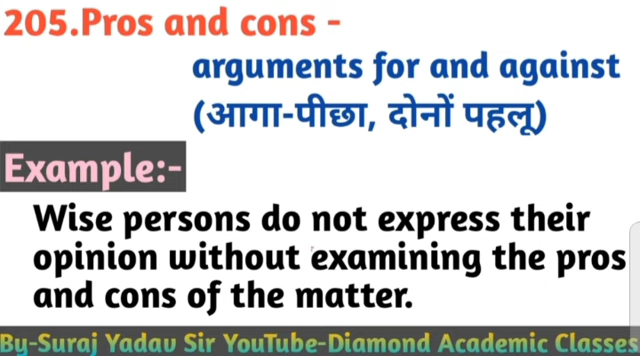 205.Pros and cons -
arguments for and against
(आगा-पीछा, दोनों पहलू)
Example:-
Wise persons do not express their
opinion without examining the pros
and cons of the matter.
By-Suraj Yadav Sir YouTube-Diamond Academic Classes